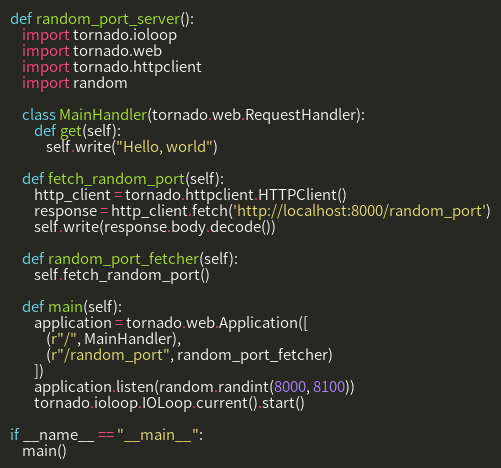 def random_port_server():
    import tornado.ioloop
    import tornado.web
    import tornado.httpclient
    import random
    class MainHandler(tornado.web.RequestHandler):
        def get(self):
            self.write("Hello, world")
    def fetch_random_port(self):
        http_client = tornado.httpclient.HTTPClient()
        response = http_client.fetch('http://localhost:8000/random_port')
        self.write(response.body.decode())
    def random_port_fetcher(self):
        self.fetch_random_port()
    def main(self):
        application = tornado.web.Application([
            (r"/", MainHandler),
            (r"/random_port", random_port_fetcher)
        ])
        application.listen(random.randint(8000, 8100))
        tornado.ioloop.IOLoop.current().start()
if __name__ == "__main__":
    main()